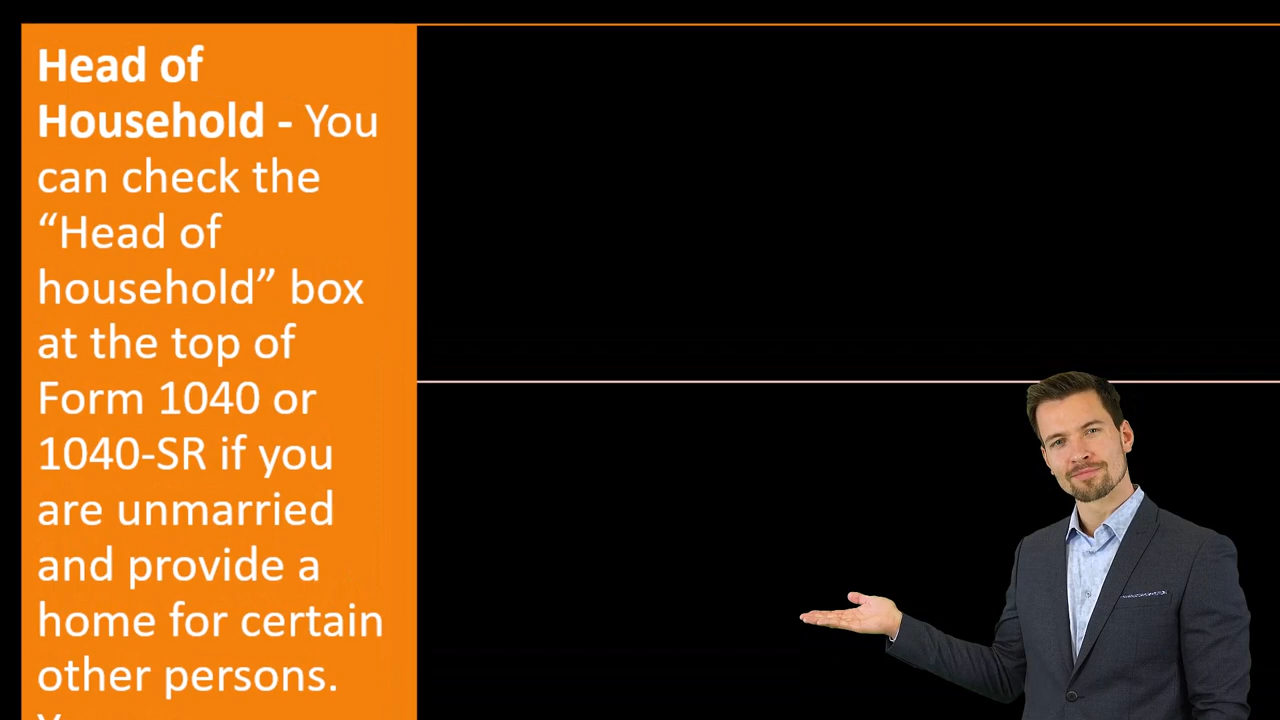 Head of
Household - You
can check the
“Head of
household” box
at the top of
Form 1040 or
1040-SR if you
are unmarried
and provide a
home for certain
other persons.